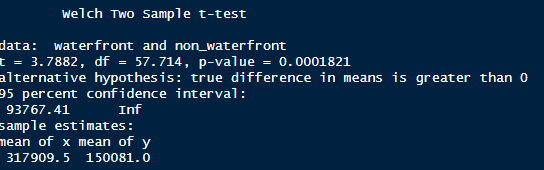 Welch Two Sample t-test
data: waterfront and non_waterfront
t = 3.7882, df = 57.714, p-value = 0.0001821
alternative hypothesis: true difference in means is greater than 0
95 percent confidence interval:
93767.41 Inf
sample estimates:
mean of x mean of y
317909.5 150081.0